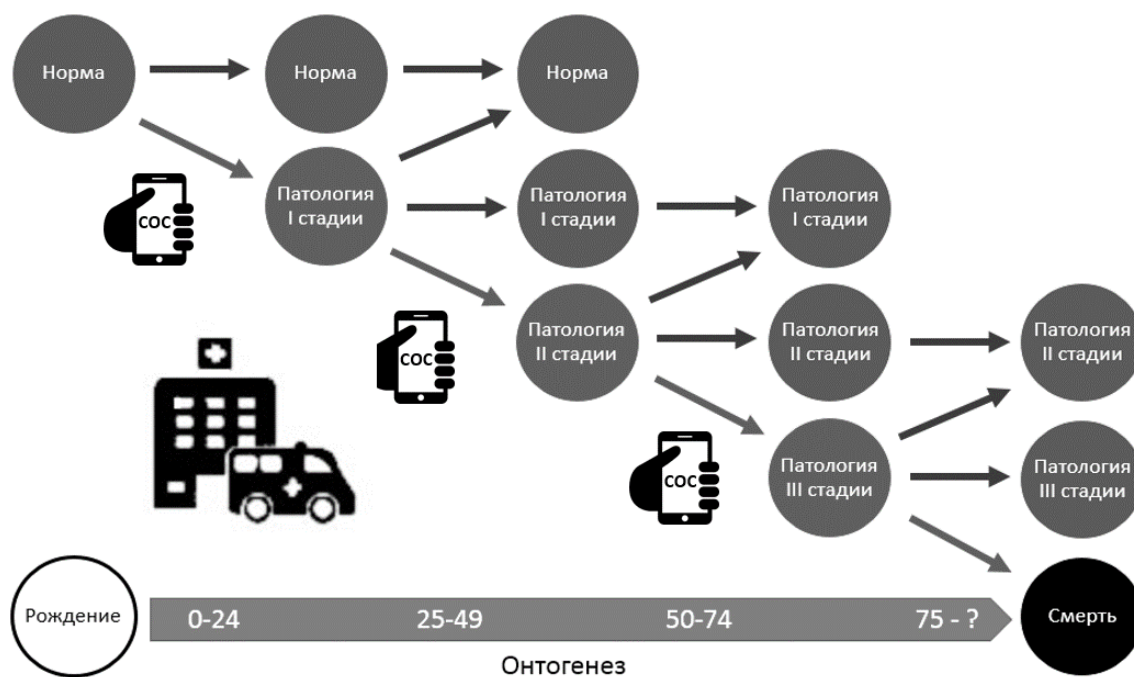 Норма
Норма
Норма
Патология
I стадии
Патология
I стадии
Патология
I стадии
СОС
Патология
II стадии
Патология
II стадии
Патология
II стадии
СОС
Патология
III стадии
Патология
III стадии
СОС
Рождение
0-24
25-49
50-74
75 - ?
Смерть
Онтогенез